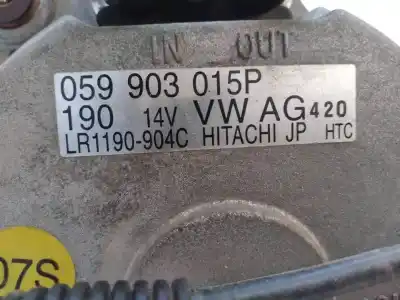 IN OUT
059 903 015P
190 14V VW AG 420
LR1190-904C HITACHI JP HTC
07S